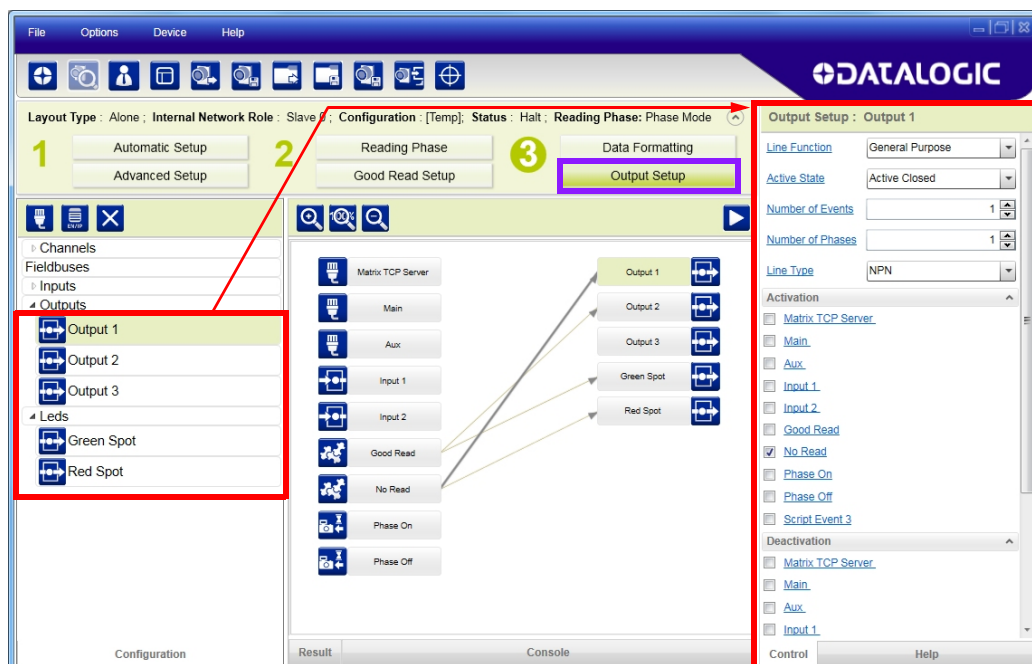 File Options Device Help
DATALOGIC
Layout Type : Alone ; Internal Network Role : Slave 0 ; Configuration : [Temp]; Status : Halt ; Reading Phase: Phase Mode
1 Automatic Setup 2 Reading Phase 3 Data Formatting
Advanced Setup Good Read Setup Output Setup
EN/IP
100%
Channels
Fieldbuses
Inputs
Outputs
Output 1
Output 2
Output 3
Leds
Green Spot
Red Spot
Configuration
Matrix TCP Server
Main
Aux
Input 1
Input 2
Good Read
No Read
Phase On
Phase Off
Output 1
Output 2
Output 3
Green Spot
Red Spot
Result Console
Output Setup : Output 1
Line Function General Purpose
Active State Active Closed
Number of Events 1
Number of Phases 1
Line Type NPN
Activation
Matrix TCP Server
Main
Aux
Input 1
Input 2
Good Read
No Read
Phase On
Phase Off
Script Event 3
Deactivation
Matrix TCP Server
Main
Aux
Input 1
Control Help